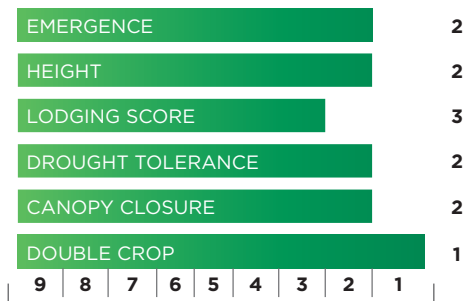 EMERGENCE 2
HEIGHT 2
LODGING SCORE 3
DROUGHT TOLERANCE 2
CANOPY CLOSURE 2
DOUBLE CROP 1
9 8 7 6 5 4 3 2 1